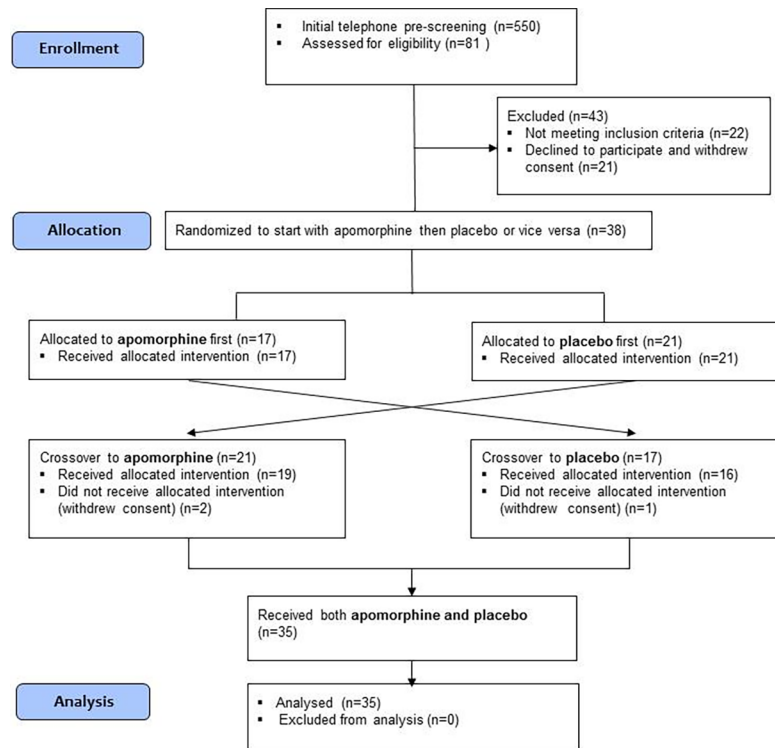 Enrollment
▪ Initial telephone pre-screening (n=550)
▪ Assessed for eligibility (n=81 )
Excluded (n=43)
▪ Not meeting inclusion criteria (n=22)
▪ Declined to participate and withdrew
consent (n=21)
Allocation
Randomized to start with apomorphine then placebo or vice versa (n=38)
Allocated to apomorphine first (n=17)
▪ Received allocated intervention (n=17)
Allocated to placebo first (n=21)
▪ Received allocated intervention (n=21)
Crossover to apomorphine (n=21)
▪ Received allocated intervention (n=19)
▪ Did not receive allocated intervention
(withdrew consent) (n=2)
Crossover to placebo (n=17)
▪ Received allocated intervention (n=16)
▪ Did not receive allocated intervention
(withdrew consent) (n=1)
Received both apomorphine and placebo
(n=35)
Analysis
▪ Analysed (n=35)
▪ Excluded from analysis (n=0)